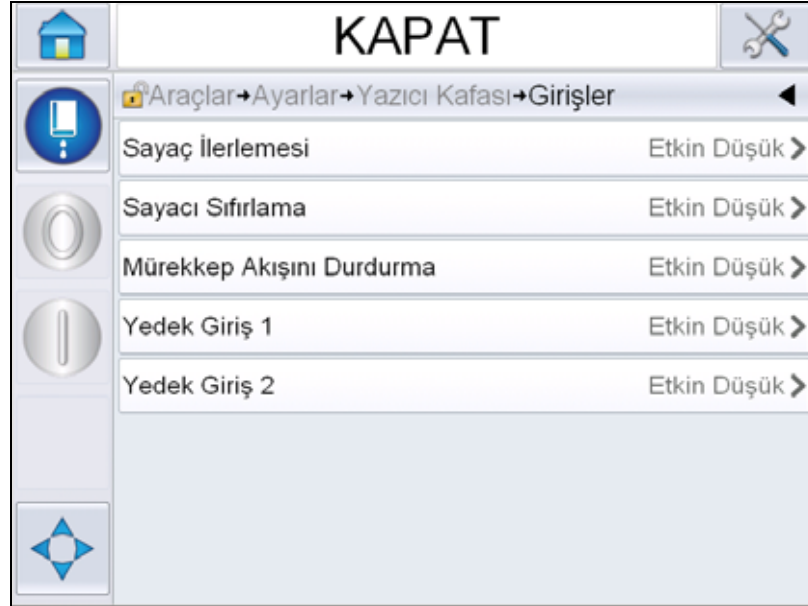 KAPAT
Araçlar→Ayarlar→Yazıcı Kafası→Girişler
Sayaç İlerlemesi Etkin Düşük
Sayacı Sıfırlama Etkin Düşük
Mürekkep Akışını Durdurma Etkin Düşük
Yedek Giriş 1 Etkin Düşük
Yedek Giriş 2 Etkin Düşük